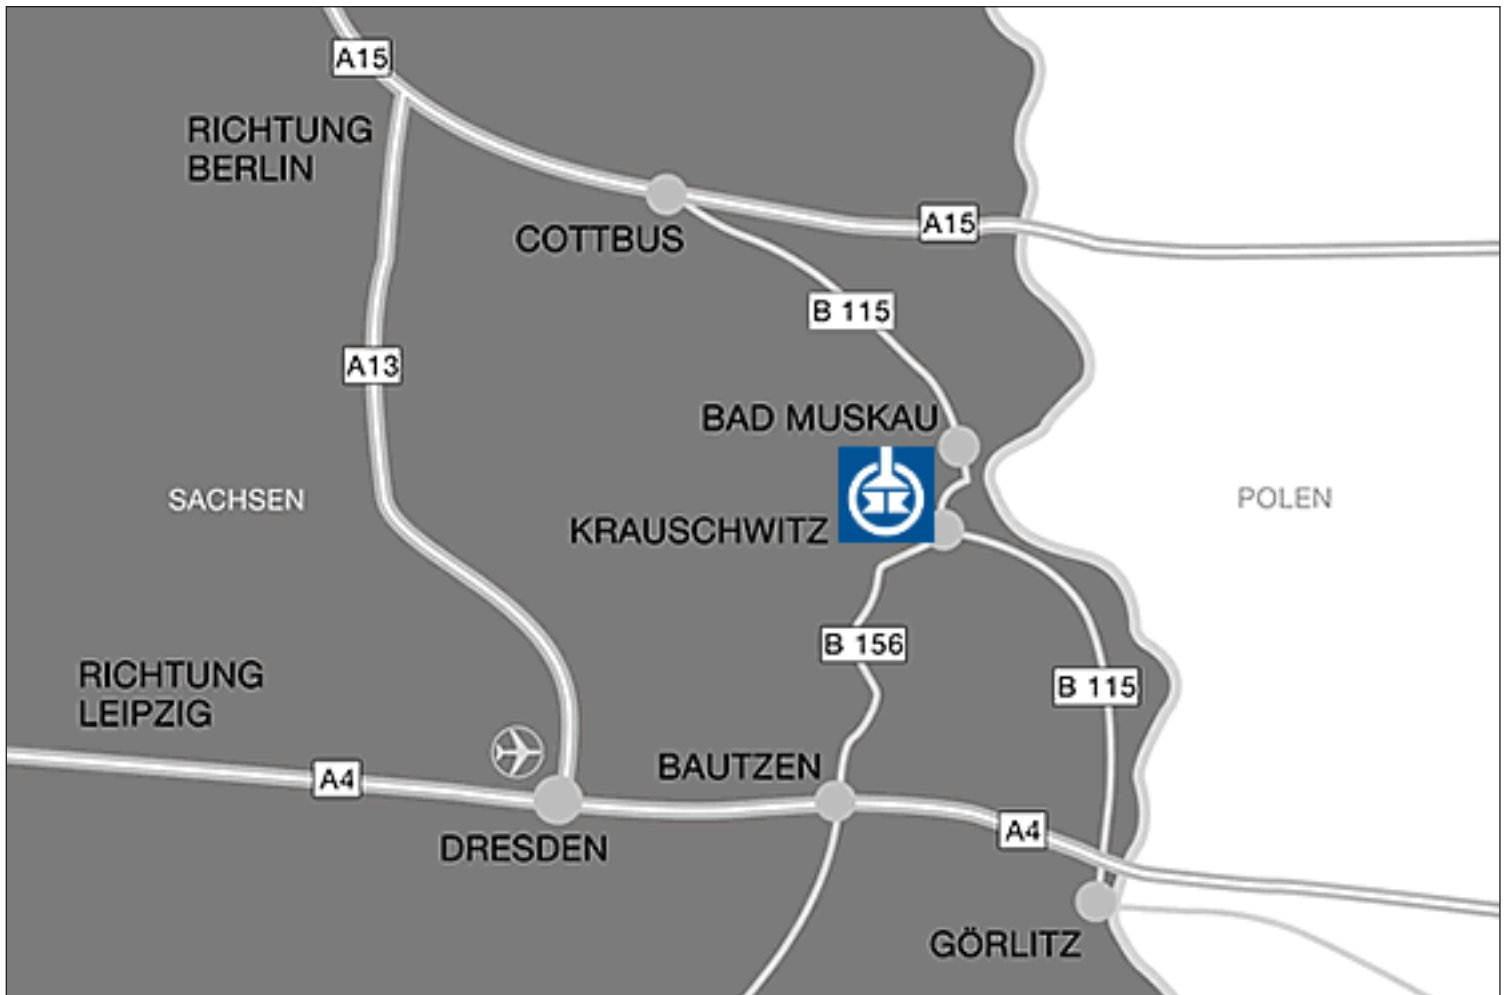 A15
RICHTUNG
BERLIN
COTTBUS
A15
B 115
A13
BAD MUSKAU
SACHSEN
POLEN
KRAUSCHWITZ
B 156
RICHTUNG
LEIPZIG
B 115
BAUTZEN
A4
A4
DRESDEN
GÖRLITZ